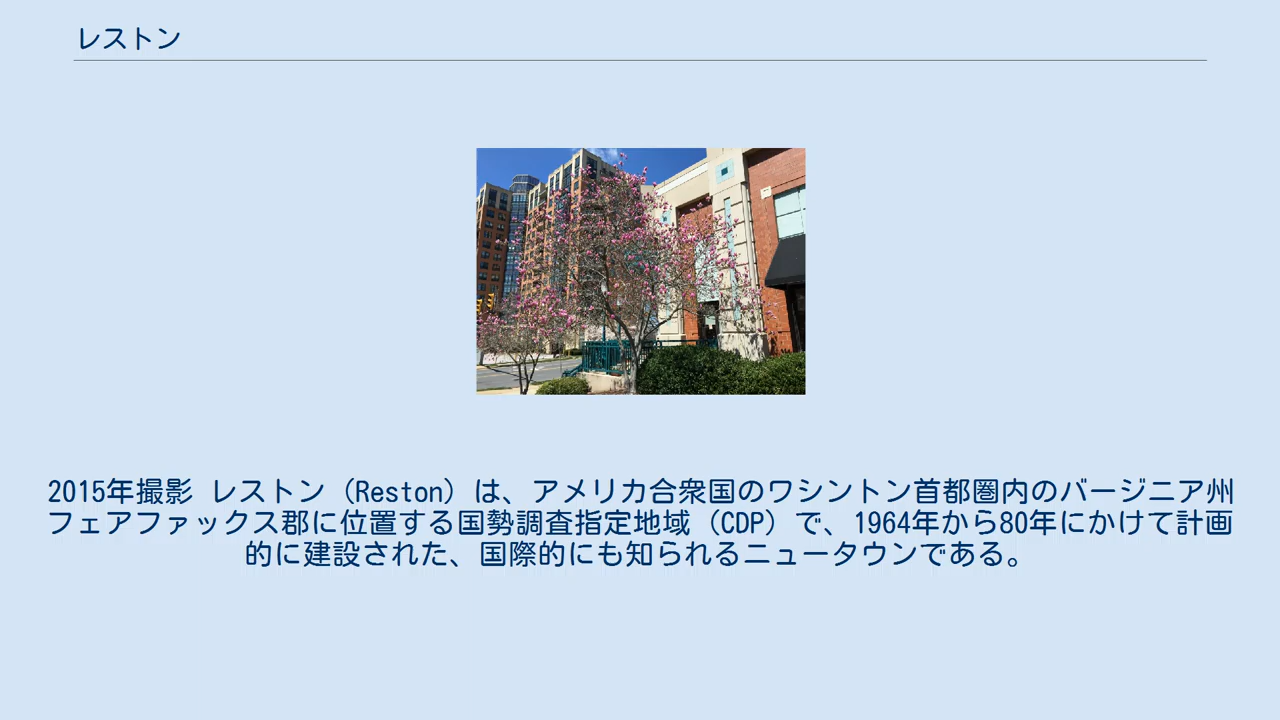 レストン
2015年撮影 レストン（Reston）は、アメリカ合衆国のワシントン首都圏内のバージニア州
フェアファックス郡に位置する国勢調査指定地域（CDP）で、1964年から80年にかけて計画
的に建設された、国際的にも知られるニュータウンである。